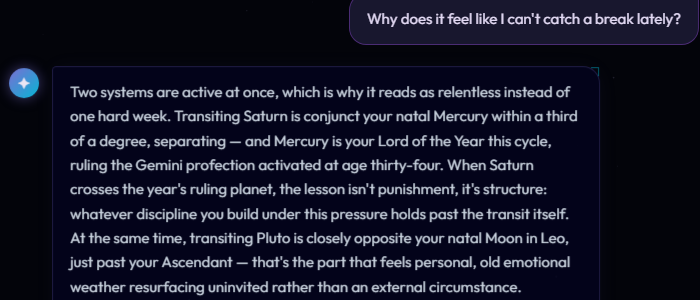 Why does it feel like I can't catch a break lately?
Two systems are active at once, which is why it reads as relentless instead of
one hard week. Transiting Saturn is conjunct your natal Mercury within a third
of a degree, separating — and Mercury is your Lord of the Year this cycle,
ruling the Gemini profection activated at age thirty-four. When Saturn
crosses the year's ruling planet, the lesson isn't punishment, it's structure:
whatever discipline you build under this pressure holds past the transit itself.
At the same time, transiting Pluto is closely opposite your natal Moon in Leo,
just past your Ascendant — that's the part that feels personal, old emotional
weather resurfacing uninvited rather than an external circumstance.